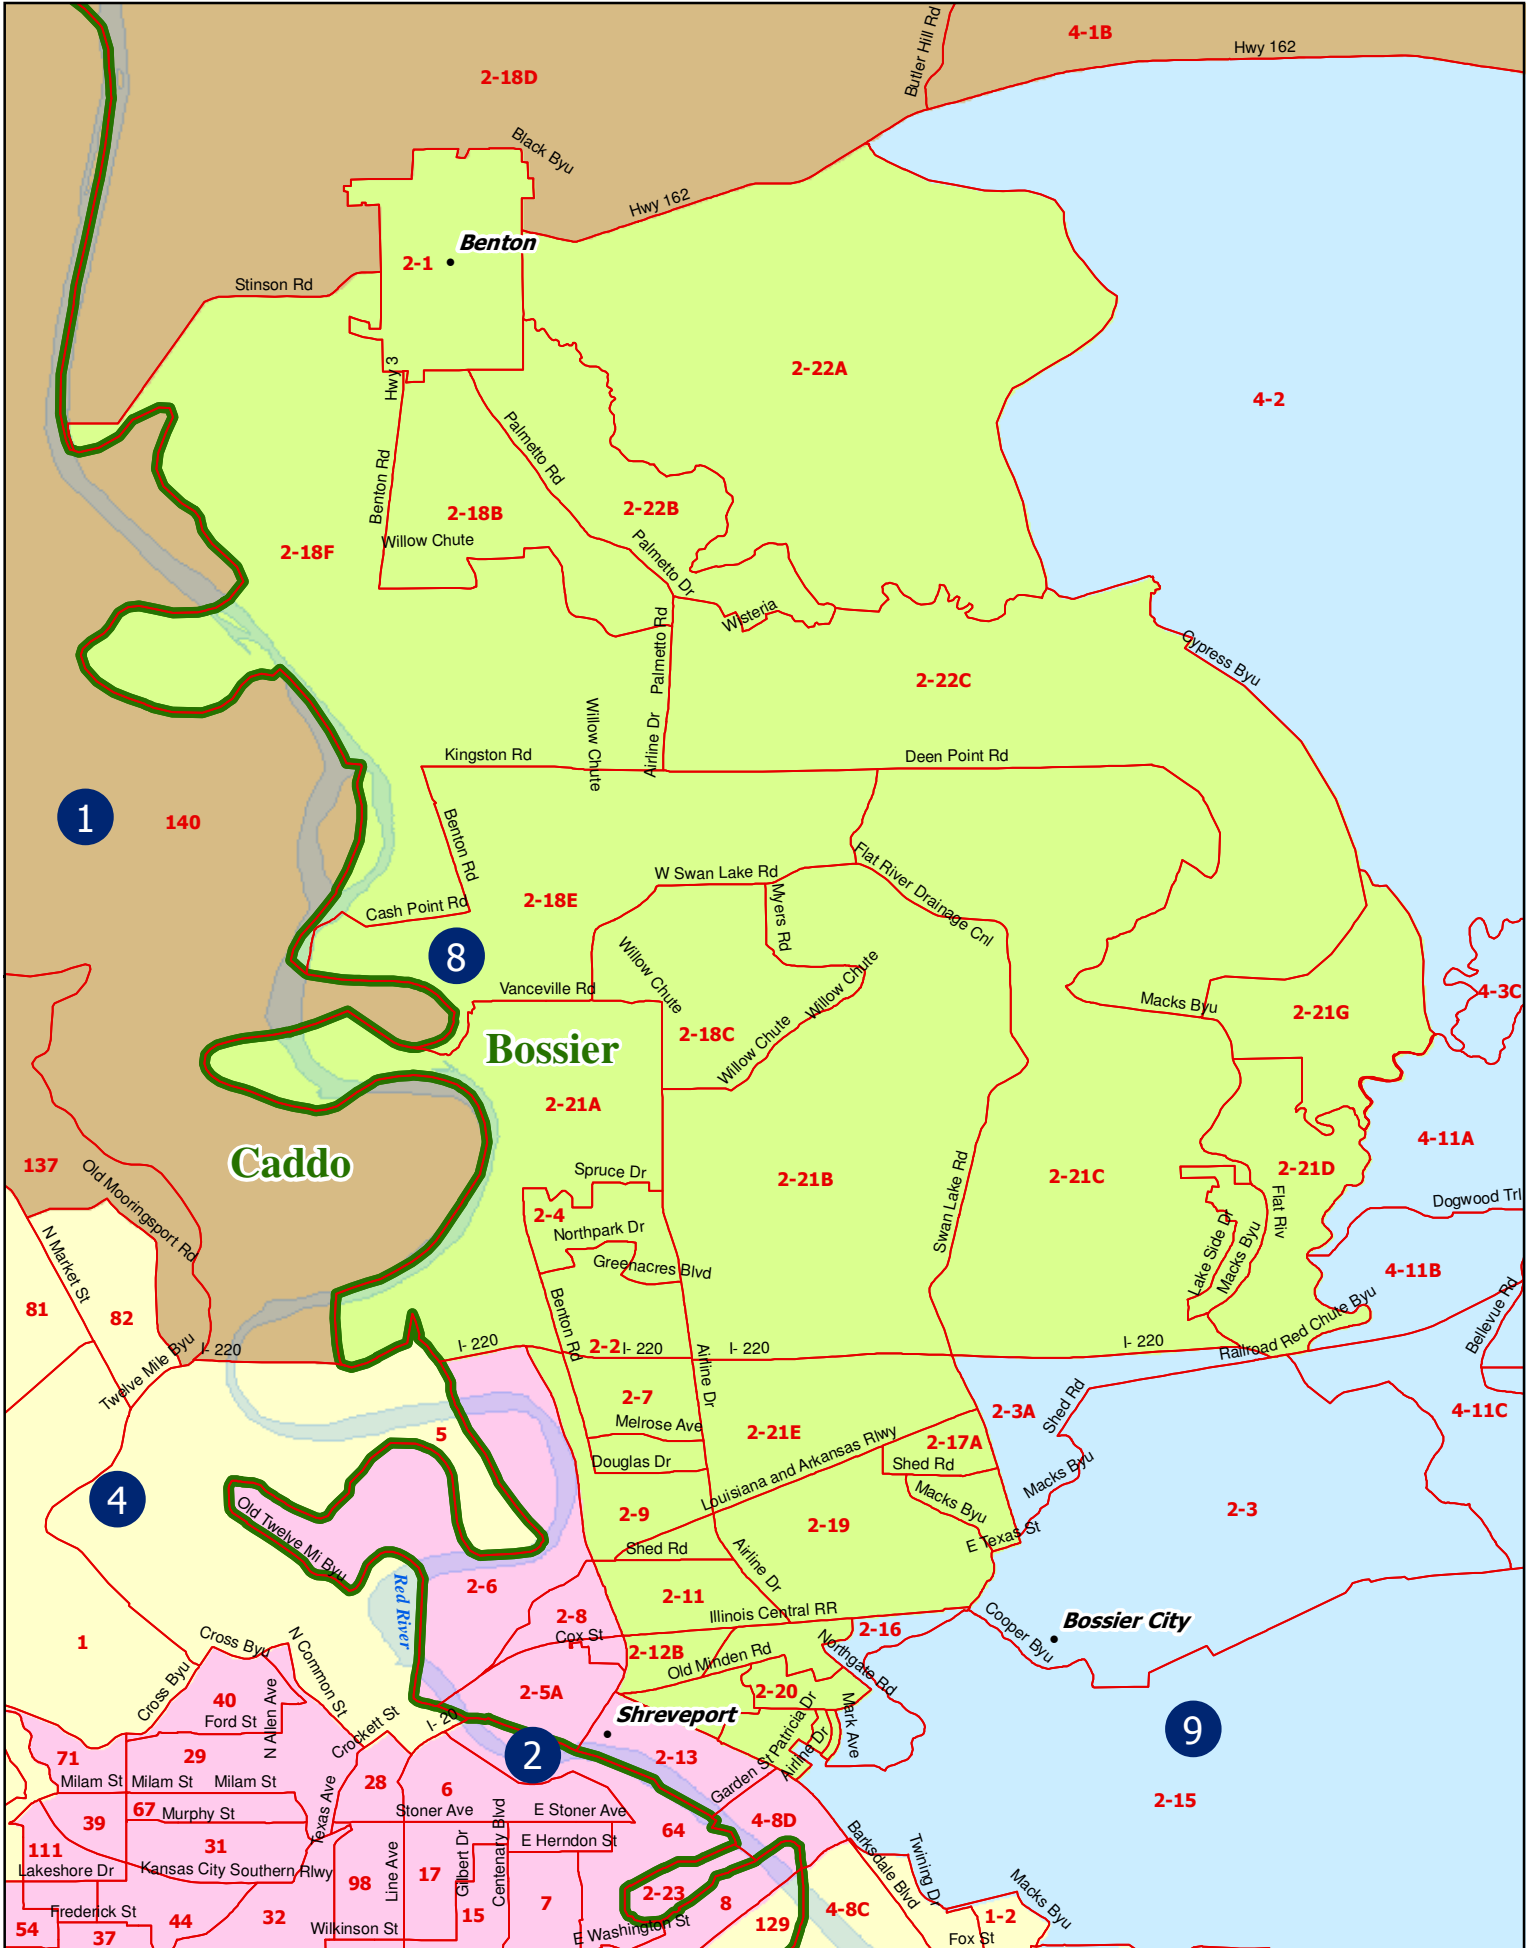 4-1B
Butler Hill Rd
Hwy 162
2-18D
Black Byu
Hwy 162
Benton
2-1
Stinson Rd
2-22A
Hwy 3
4-2
Palmetto Rd
Benton Rd
2-18B
2-22B
Willow Chute
2-18F
Palmetto Dr
Wisteria
Palmetto Rd
Cypress Byu
2-22C
Willow Chute
Airline Dr
Kingston Rd
Deen Point Rd
1
140
Benton Rd
Flat River Drainage Cnl
W Swan Lake Rd
Myers Rd
2-18E
Cash Point Rd
8
Willow Chute
Willow Chute
Vanceville Rd
4-3C
Macks Byu
2-21G
2-18C
Willow Chute
Bossier
2-21A
4-11A
Caddo
137
Old Mooringsport Rd
Spruce Dr
2-21B
2-21C
2-21D
Swan Lake Rd
Flat Riv
Dogwood Trl
2-4
Northpark Dr
Lake Side Dr
Macks Byu
N Market St
Greenacres Blvd
4-11B
81
82
Benton Rd
Bellevue Rd
Twelve Mile Byu
I- 220
I- 220
2-2
I- 220
I- 220
I- 220
Railroad Red Chute Byu
Airline Dr
2-7
2-3A
Shed Rd
4-11C
5
Melrose Ave
2-21E
Louisiana and Arkansas Rlwy
2-17A
Douglas Dr
Shed Rd
Macks Byu
4
Old Twelve Mi Byu
2-9
Macks Byu
2-3
2-19
E Texas St
Shed Rd
Airline Dr
2-6
Red River
2-11
2-8
Illinois Central RR
Cooper Byu
Bossier City
1
Cross Byu
N Common St
Cox St
2-16
2-12B
Old Minden Rd
Northgate Rd
Cross Byu
40
N Allen Ave
2-5A
2-20
Ford St
Crockett St
I- 20
Shreveport
Patricia Dr
Mark Ave
9
71
29
2
2-13
Airline Dr
Garden St
Milam St
Milam St
Milam St
28
6
2-15
67
Murphy St
Texas Ave
Stoner Ave
E Stoner Ave
39
64
4-8D
Barksdale Blvd
31
Centenary Blvd
E Herndon St
111
Lakeshore Dr
Kansas City Southern Rlwy
98
Line Ave
17
Gilbert Dr
Twining Dr
Macks Byu
2-23
8
7
4-8C
Frederick St
44
32
15
1-2
54
37
Wilkinson St
E Washington St
129
Fox St